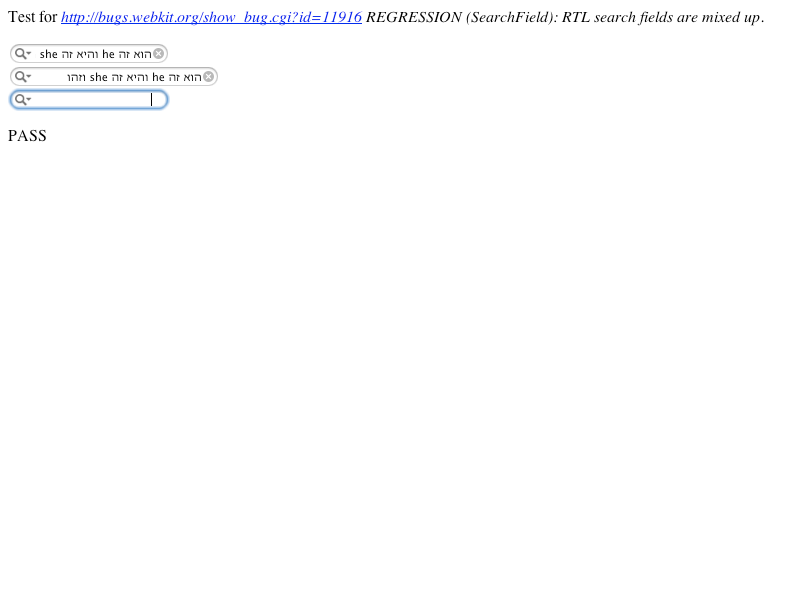 Test for http://bugs.webkit.org/show_bug.cgi?id=11916 REGRESSION (SearchField): RTL search fields are mixed up.
הוא זה he והיא זה she
הוא זה he והיא זה she וזהו
PASS